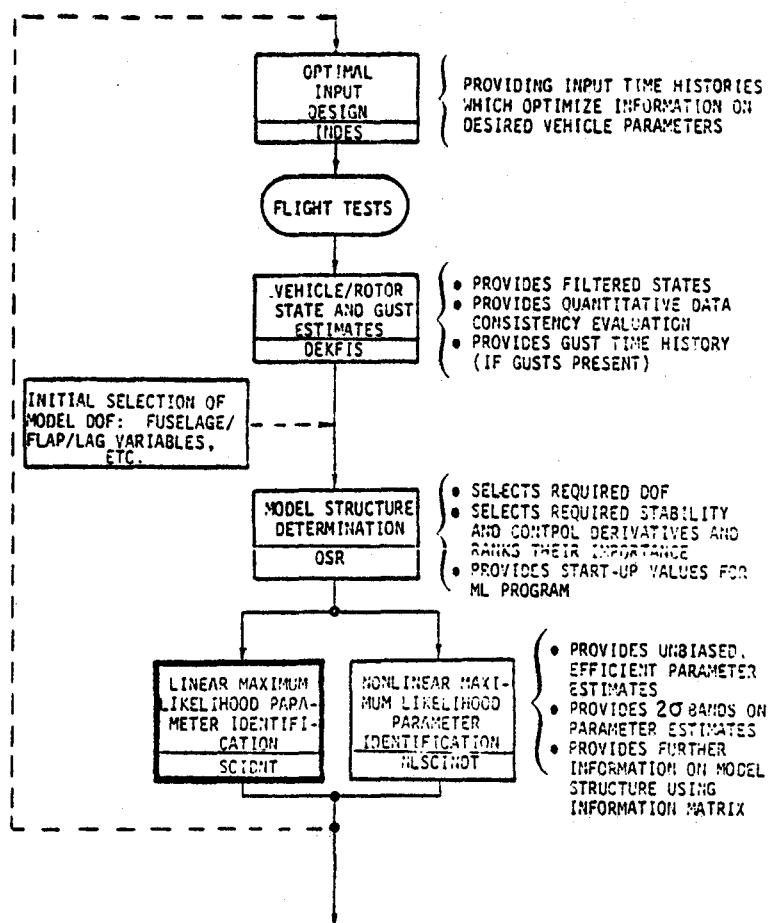 OPTIMAL
INPUT
DESIGN
INDES
PROVIDING INPUT TIME HISTORIES
WHICH OPTIMIZE INFORMATION ON
DESIRED VEHICLE PARAMETERS
FLIGHT TESTS
VEHICLE/ROTOR
STATE AND GUST
ESTIMATES
DEKFIS
• PROVIDES FILTERED STATES
• PROVIDES QUANTITATIVE DATA
CONSISTENCY EVALUATION
• PROVIDES GUST TIME HISTORY
(IF GUSTS PRESENT)
INITIAL SELECTION OF
MODEL DOF: FUSELAGE/
FLAP/LAG VARIABLES,
ETC.
MODEL STRUCTURE
DETERMINATION
OSR
• SELECTS REQUIRED DOF
• SELECTS REQUIRED STABILITY
AND CONTROL DERIVATIVES AND
RANKS THEIR IMPORTANCE
• PROVIDES START-UP VALUES FOR
ML PROGRAM
LINEAR MAXIMUM
LIKELIHOOD PARA-
METER IDENTIFI-
CATION
SCIDNT
NONLINEAR MAXI-
MUM LIKELIHOOD
PARAMETER
IDENTIFICATION
NLSCINDT
• PROVIDES UNBIASED,
EFFICIENT PARAMETER
ESTIMATES
• PROVIDES 2σ BANDS ON
PARAMETER ESTIMATES
• PROVIDES FURTHER
INFORMATION ON MODEL
STRUCTURE USING
INFORMATION MATRIX